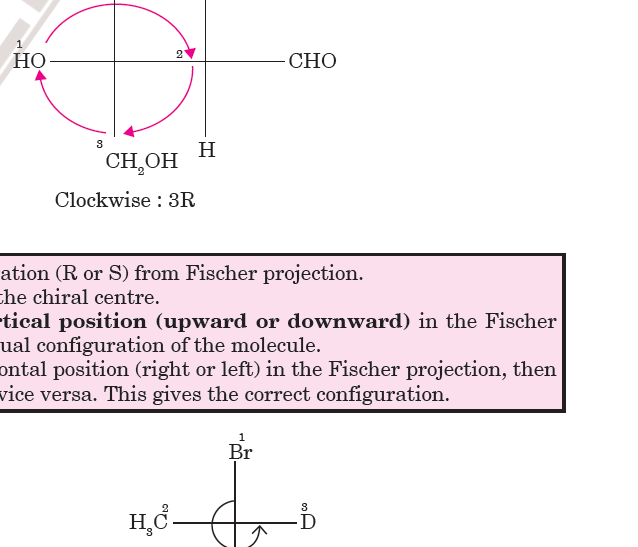 1
HO 2 CHO
3
CH2OH H
Clockwise : 3R
ation (R or S) from Fischer projection.
the chiral centre.
rtical position (upward or downward) in the Fischer
ual configuration of the molecule.
ontal position (right or left) in the Fischer projection, then
vice versa. This gives the correct configuration.
1
Br
2 3
H3C D